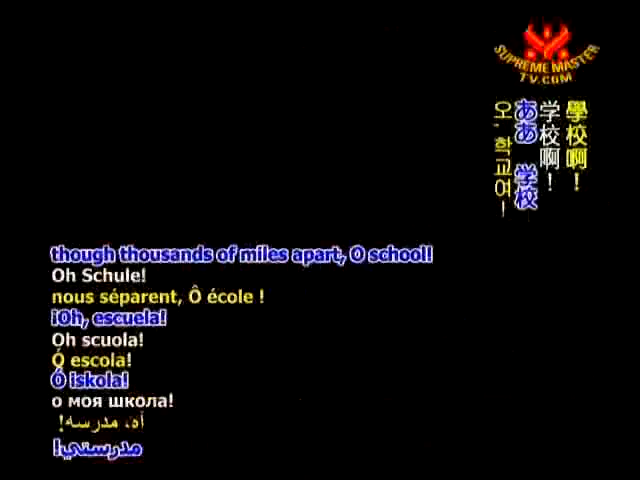 SUPREME MASTER
TV.COM
學校啊！
学校啊！
ああ 学校
오, 학교여!
though thousands of miles apart, O school!
Oh Schule!
nous séparent, Ô école !
¡Oh, escuela!
Oh scuola!
Ó escola!
Ó iskola!
о моя школа!
آه، مدرسه!
مدرستي!